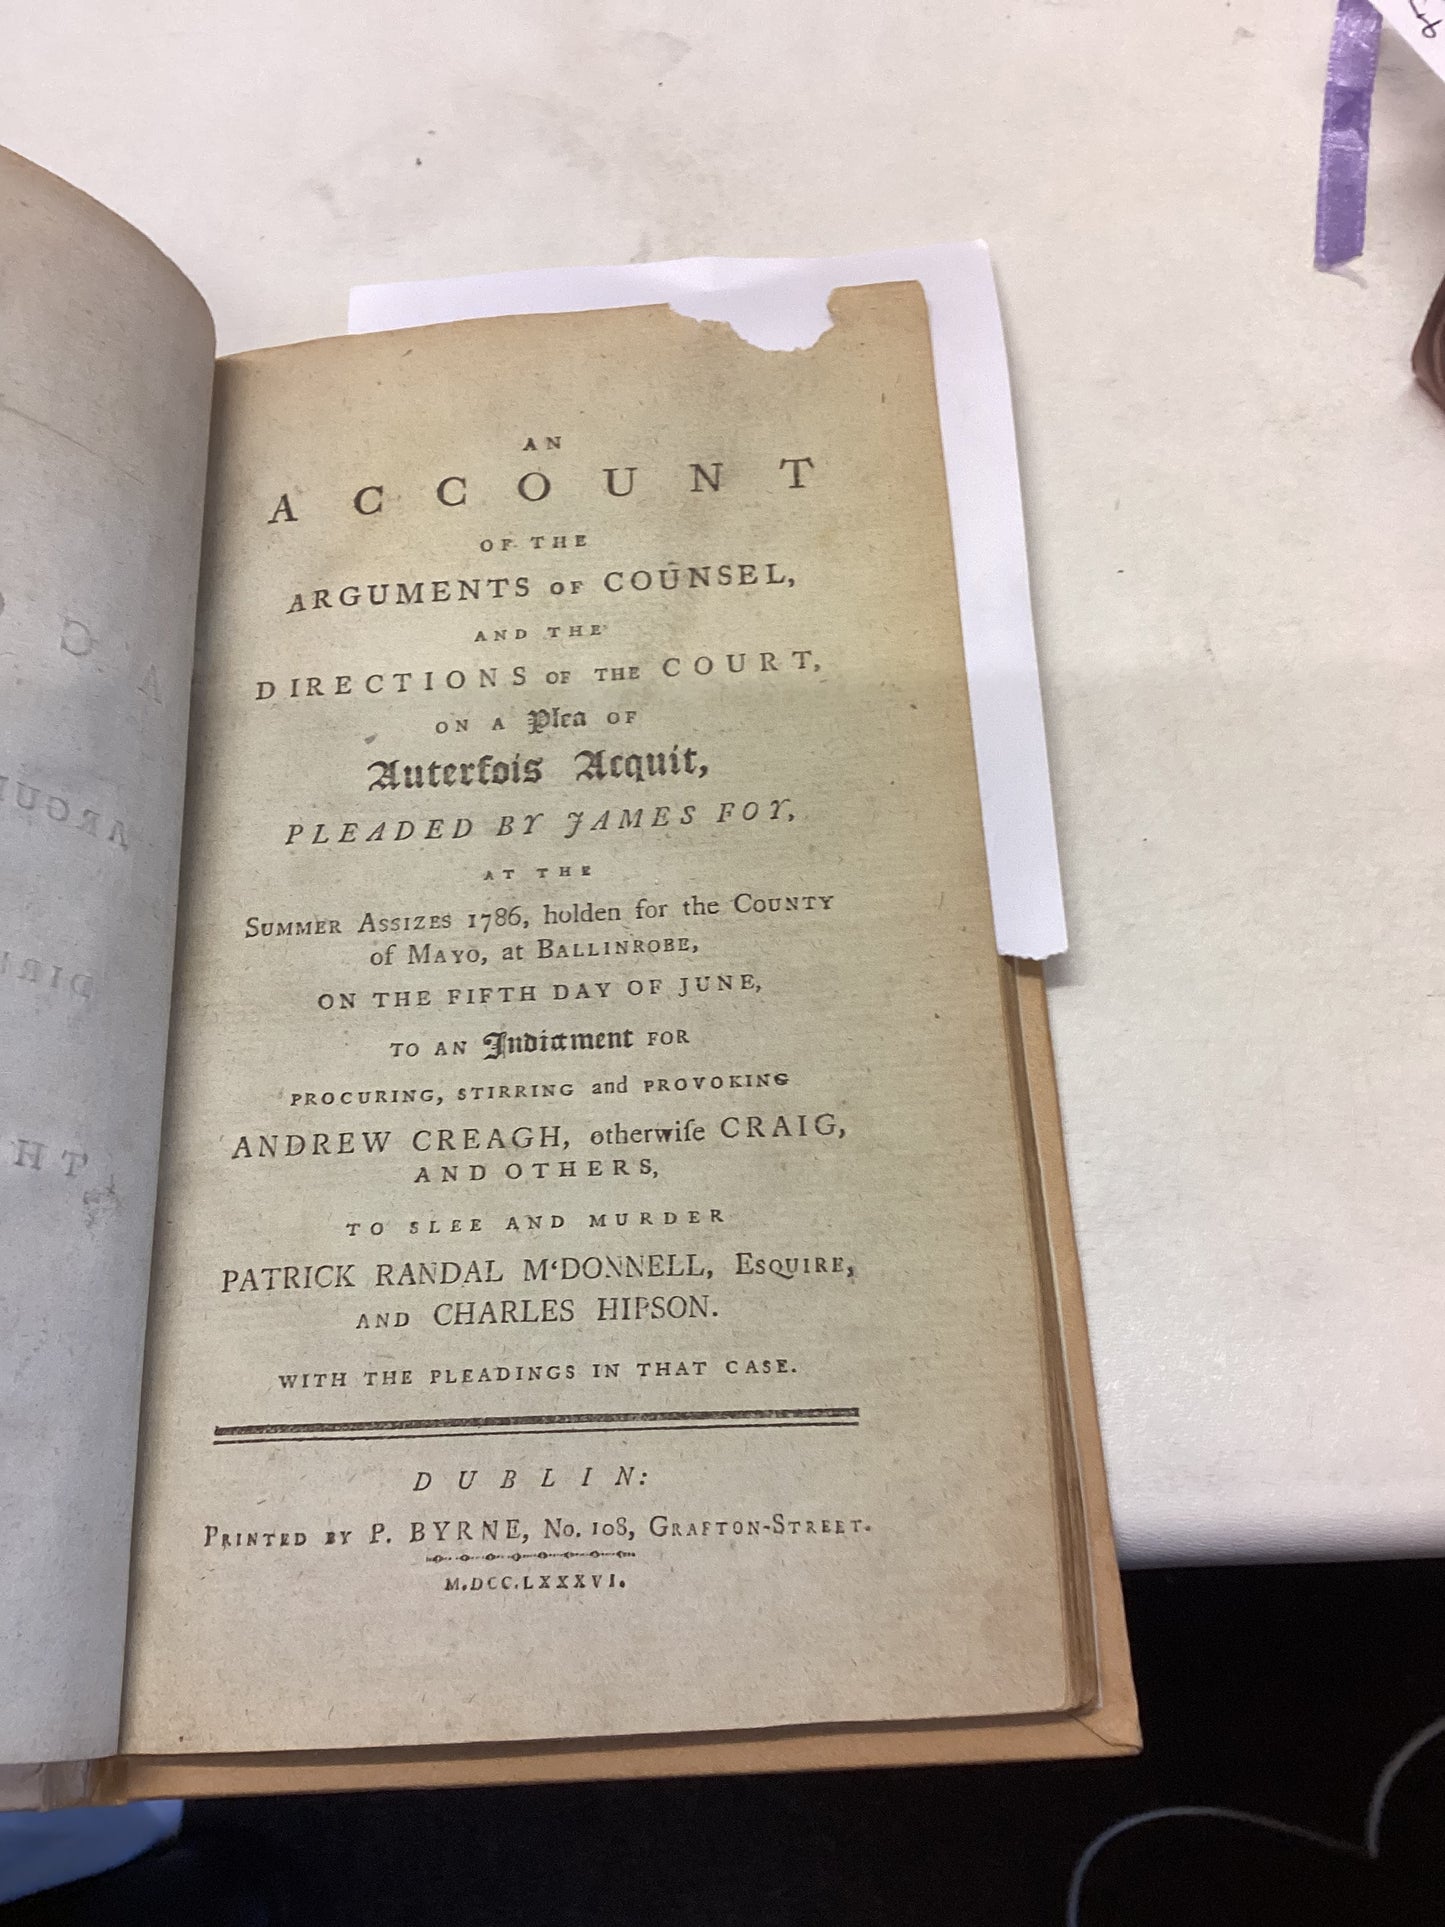 AN
ACCOUNT
OF THE
ARGUMENTS OF COUNSEL,
AND THE
DIRECTIONS OF THE COURT,
ON A Plea OF
Auterfois Acquit,
PLEADED BY JAMES FOY,
AT THE
SUMMER ASSIZES 1786, holden for the COUNTY
of MAYO, at BALLINROBE,
ON THE FIFTH DAY OF JUNE,
TO AN Indictment FOR
PROCURING, STIRRING and PROVOKING
ANDREW CREAGH, otherwiſe CRAIG,
AND OTHERS,
TO SLEE AND MURDER
PATRICK RANDAL M‘DONNELL, ESQUIRE,
AND CHARLES HIPSON.
WITH THE PLEADINGS IN THAT CASE.
DUBLIN:
PRINTED BY P. BYRNE, No. 108, GRAFTON-STREET.
M.DCC.LXXXVI.